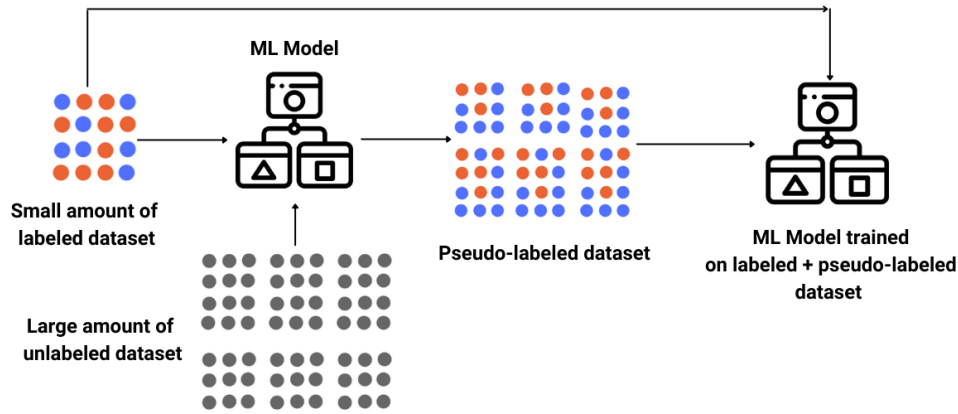 ML Model
Small amount of
labeled dataset
Large amount of
unlabeled dataset
Pseudo-labeled dataset
ML Model trained
on labeled + pseudo-labeled
dataset